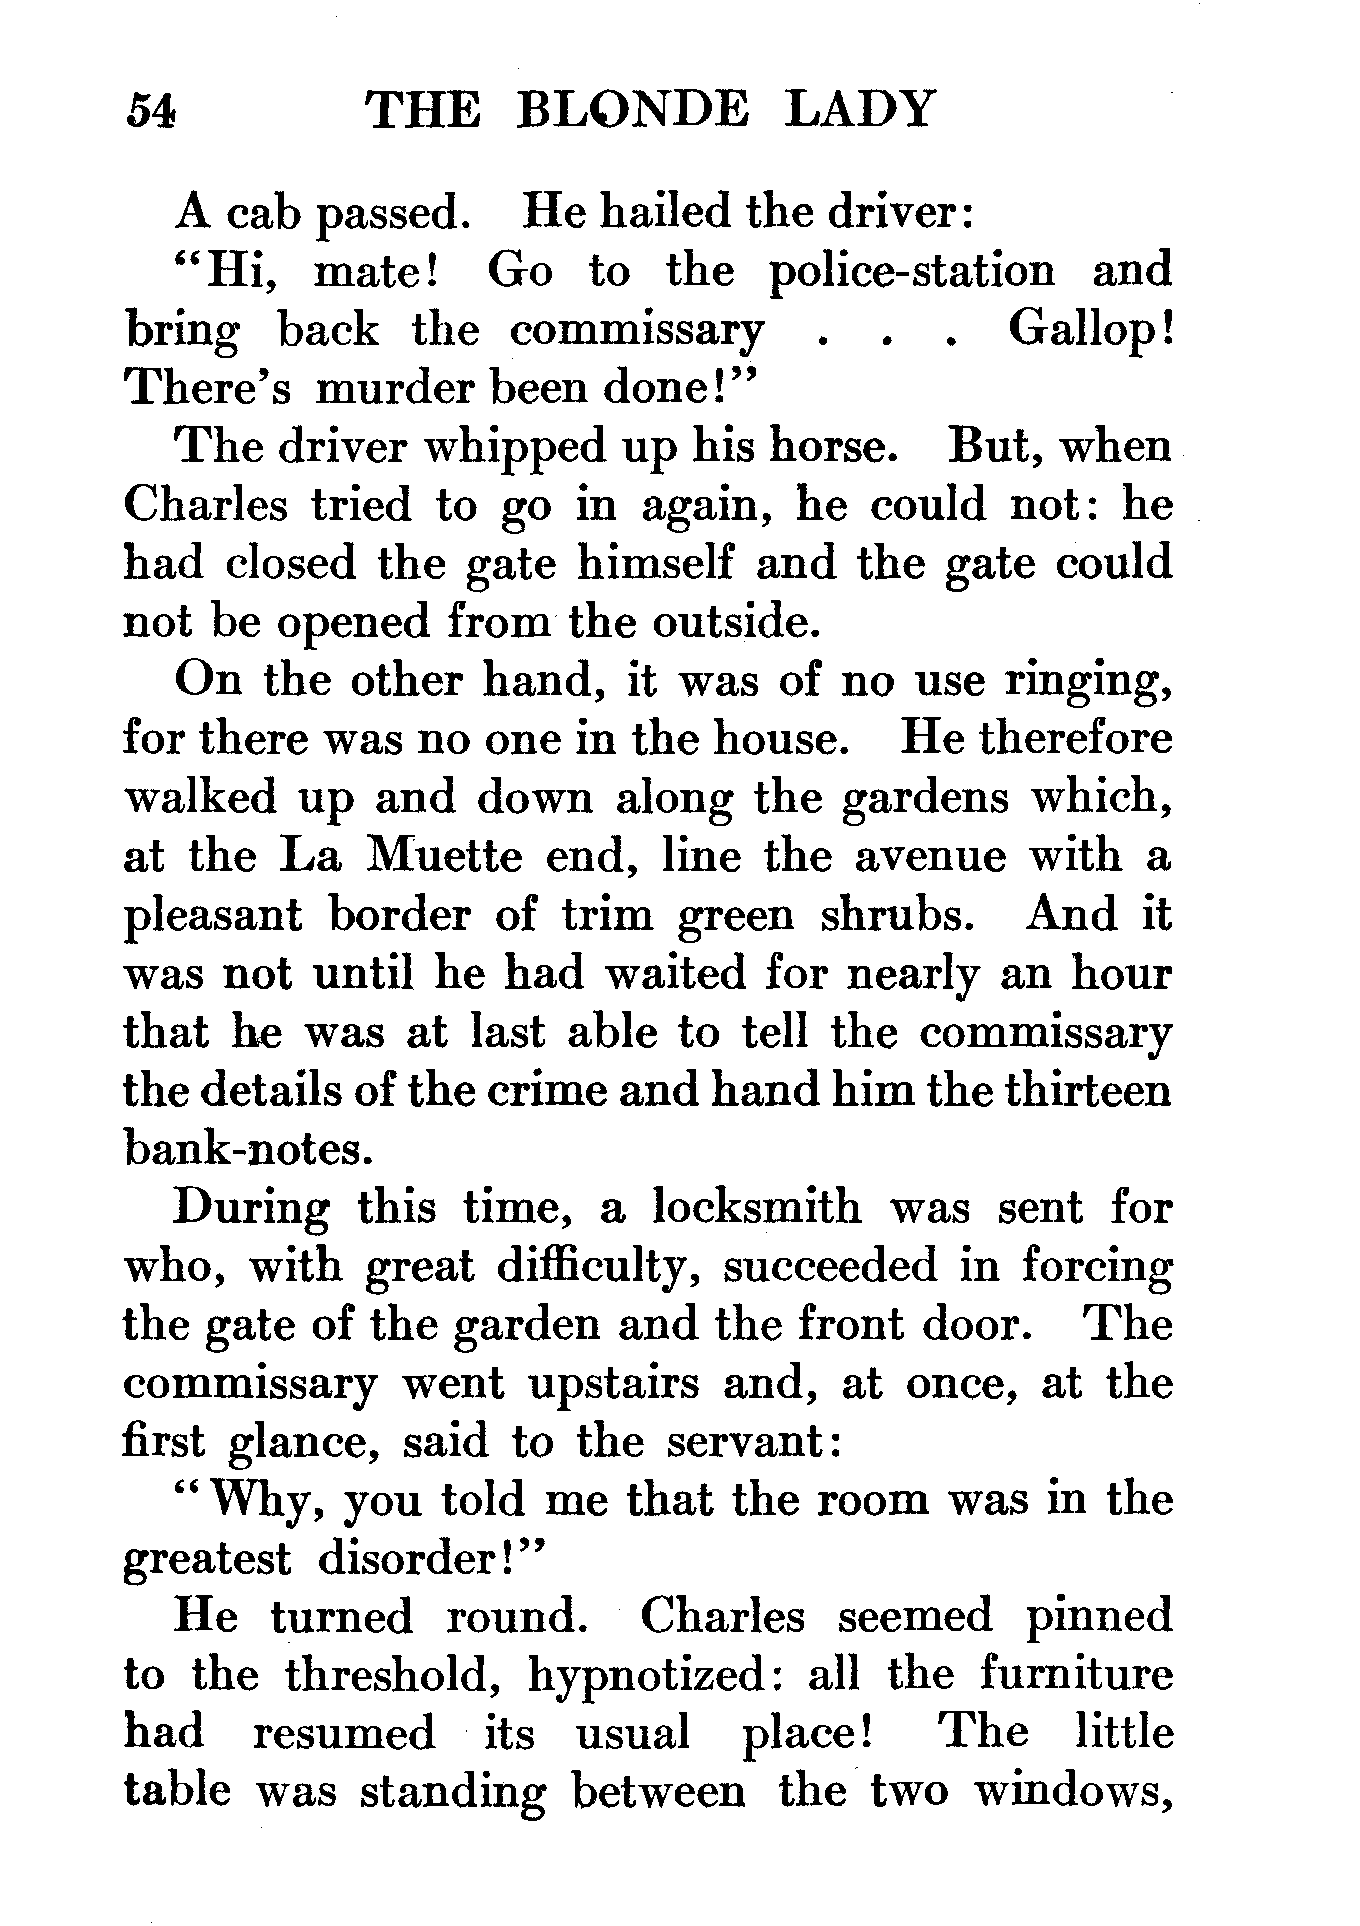 54 THE BLONDE LADY
A cab passed. He hailed the driver:
“Hi, mate! Go to the police-station and
bring back the commissary . . . Gallop!
There’s murder been done!”
The driver whipped up his horse. But, when
Charles tried to go in again, he could not: he
had closed the gate himself and the gate could
not be opened from the outside.
On the other hand, it was of no use ringing,
for there was no one in the house. He therefore
walked up and down along the gardens which,
at the La Muette end, line the avenue with a
pleasant border of trim green shrubs. And it
was not until he had waited for nearly an hour
that he was at last able to tell the commissary
the details of the crime and hand him the thirteen
bank-notes.
During this time, a locksmith was sent for
who, with great difficulty, succeeded in forcing
the gate of the garden and the front door. The
commissary went upstairs and, at once, at the
first glance, said to the servant:
“Why, you told me that the room was in the
greatest disorder!”
He turned round. Charles seemed pinned
to the threshold, hypnotized: all the furniture
had resumed its usual place! The little
table was standing between the two windows,